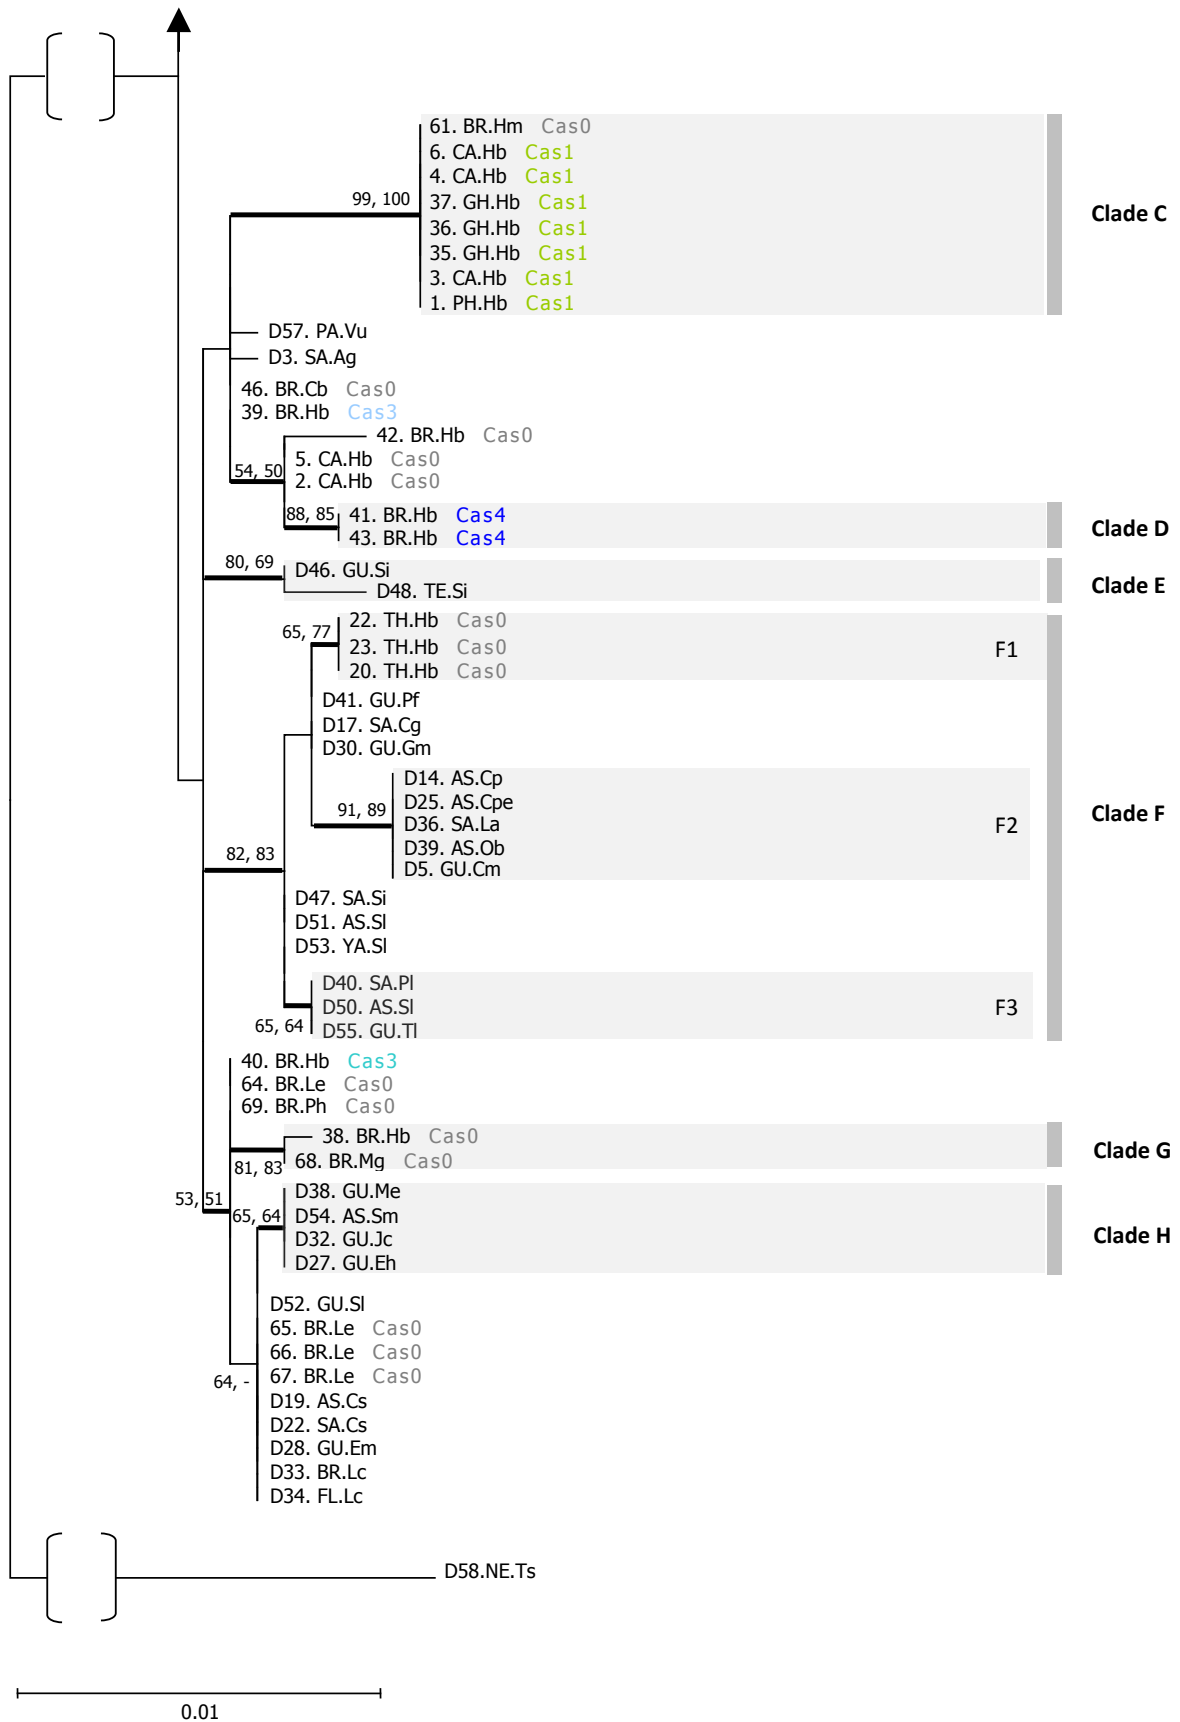 61. BR.Hm Cas0
6. CA.Hb Cas1
4. CA.Hb Cas1
99, 100
37. GH.Hb Cas1
36. GH.Hb Cas1
Clade C
35. GH.Hb Cas1
3. CA.Hb Cas1
1. PH.Hb Cas1
D57. PA.Vu
D3. SA.Ag
46. BR.Cb Cas0
39. BR.Hb Cas3
42. BR.Hb Cas0
5. CA.Hb Cas0
54, 50
2. CA.Hb Cas0
88, 85
41. BR.Hb Cas4
43. BR.Hb Cas4
Clade D
80, 69
D46. GU.Si
D48. TE.Si
Clade E
22. TH.Hb Cas0
65, 77
23. TH.Hb Cas0
F1
20. TH.Hb Cas0
D41. GU.Pf
D17. SA.Cg
D30. GU.Gm
D14. AS.Cp
D25. AS.Cpe
91, 89
D36. SA.La
F2
Clade F
D39. AS.Ob
82, 83
D5. GU.Cm
D47. SA.Si
D51. AS.Sl
D53. YA.Sl
D40. SA.Pl
D50. AS.Sl
F3
65, 64
D55. GU.Tl
40. BR.Hb Cas3
64. BR.Le Cas0
69. BR.Ph Cas0
38. BR.Hb Cas0
81, 83
68. BR.Mg Cas0
Clade G
53, 51
D38. GU.Me
65, 64
D54. AS.Sm
D32. GU.Jc
Clade H
D27. GU.Eh
D52. GU.Sl
65. BR.Le Cas0
66. BR.Le Cas0
67. BR.Le Cas0
64, -
D19. AS.Cs
D22. SA.Cs
D28. GU.Em
D33. BR.Lc
D34. FL.Lc
D58.NE.Ts
0.01